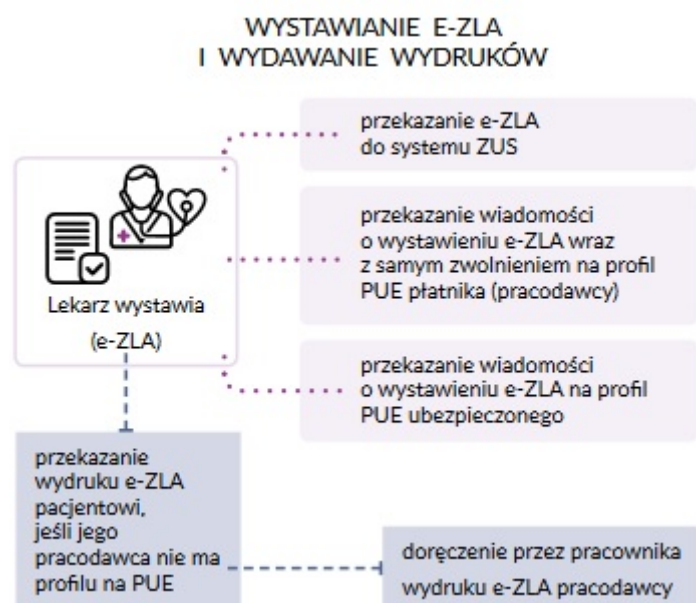 WYSTAWIANIE E-ZLA
I WYDAWANIE WYDRUKÓW
przekazanie e-ZLA
do systemu ZUS
przekazanie wiadomości
o wystawieniu e-ZLA wraz
z samym zwolnieniem na profil
PUE płatnika (pracodawcy)
Lekarz wystawia
(e-ZLA)
przekazanie wiadomości
o wystawieniu e-ZLA na profil
PUE ubezpieczonego
przekazanie
wydruku e-ZLA
pacjentowi,
jeśli jego
pracodawca nie ma
profilu na PUE
doręczenie przez pracownika
wydruku e-ZLA pracodawcy